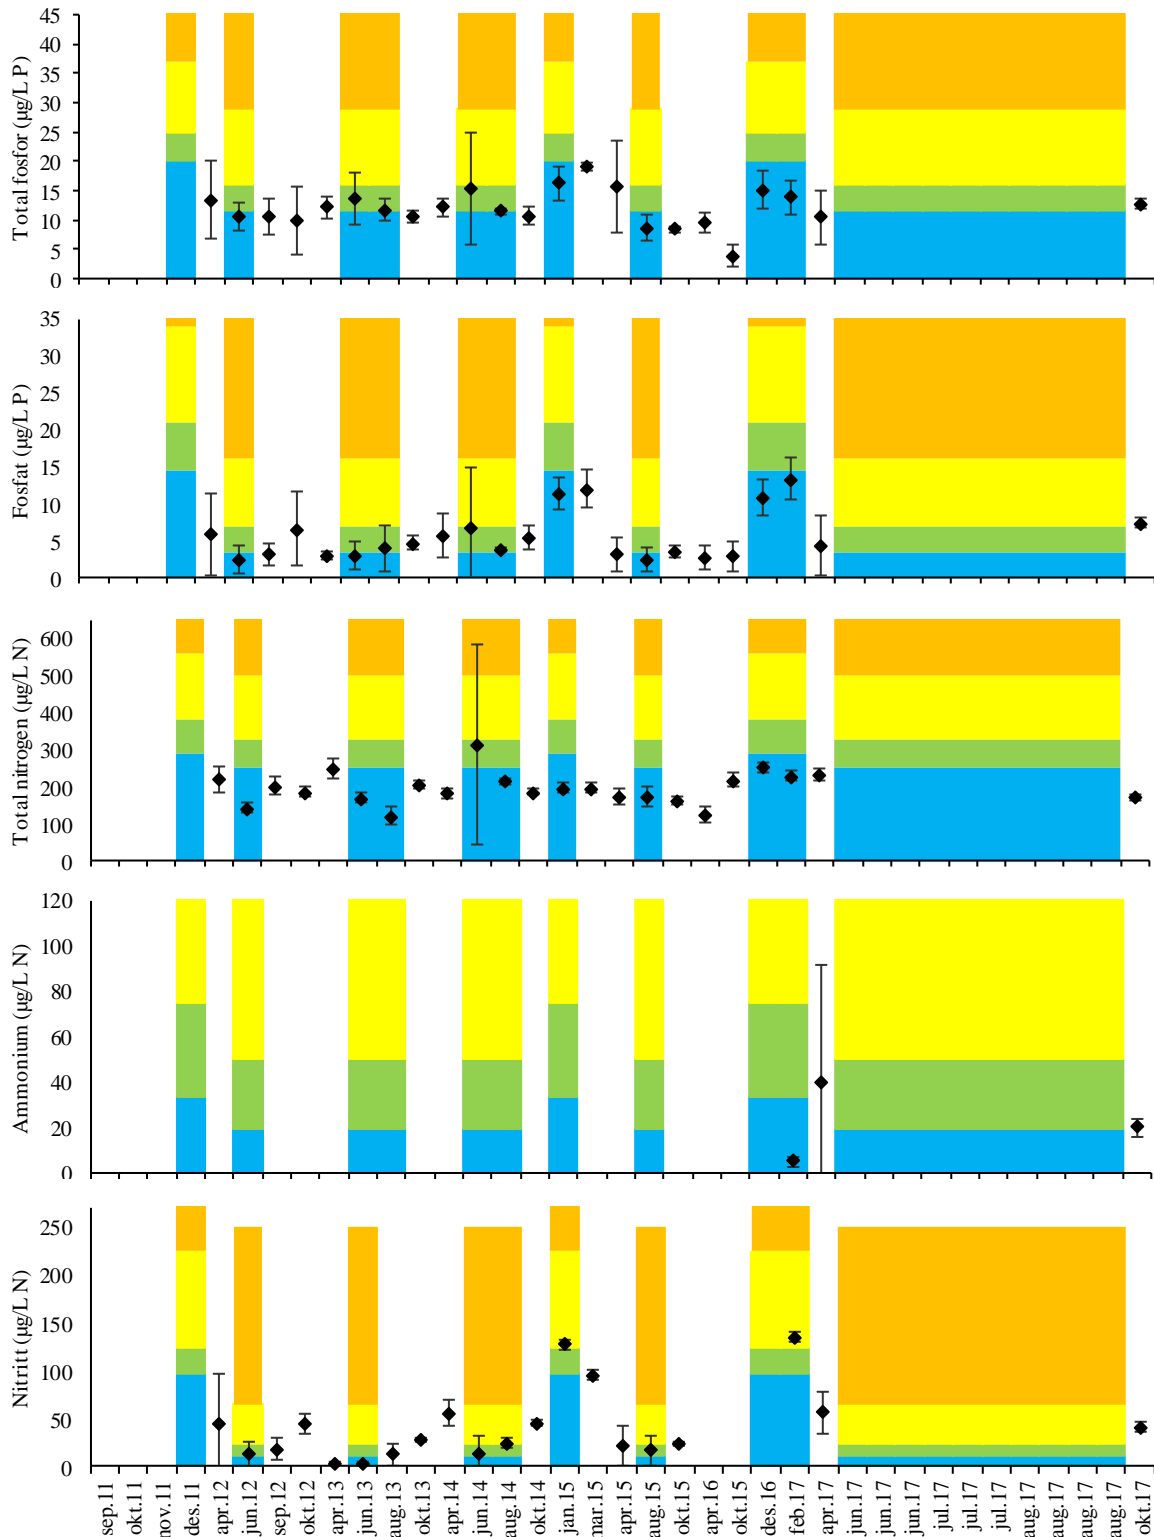 Total fosfor (µg/L P)
45
40
35
30
25
20
15
10
5
0
Fosfat (µg/L P)
35
30
25
20
15
10
5
0
Total nitrogen (µg/L N)
600
500
400
300
200
100
0
Ammonium (µg/L N)
120
100
80
60
40
20
0
Nitritt (µg/L N)
250
200
150
100
50
0
sep.11
okt.11
nov.11
des.11
apr.12
jun.12
sep.12
okt.12
apr.13
jun.13
aug.13
okt.13
apr.14
jun.14
aug.14
okt.14
jan.15
mar.15
apr.15
aug.15
okt.15
apr.16
okt.15
des.16
feb.17
apr.17
jun.17
jun.17
jun.17
jul.17
jul.17
jul.17
aug.17
aug.17
aug.17
aug.17
okt.17